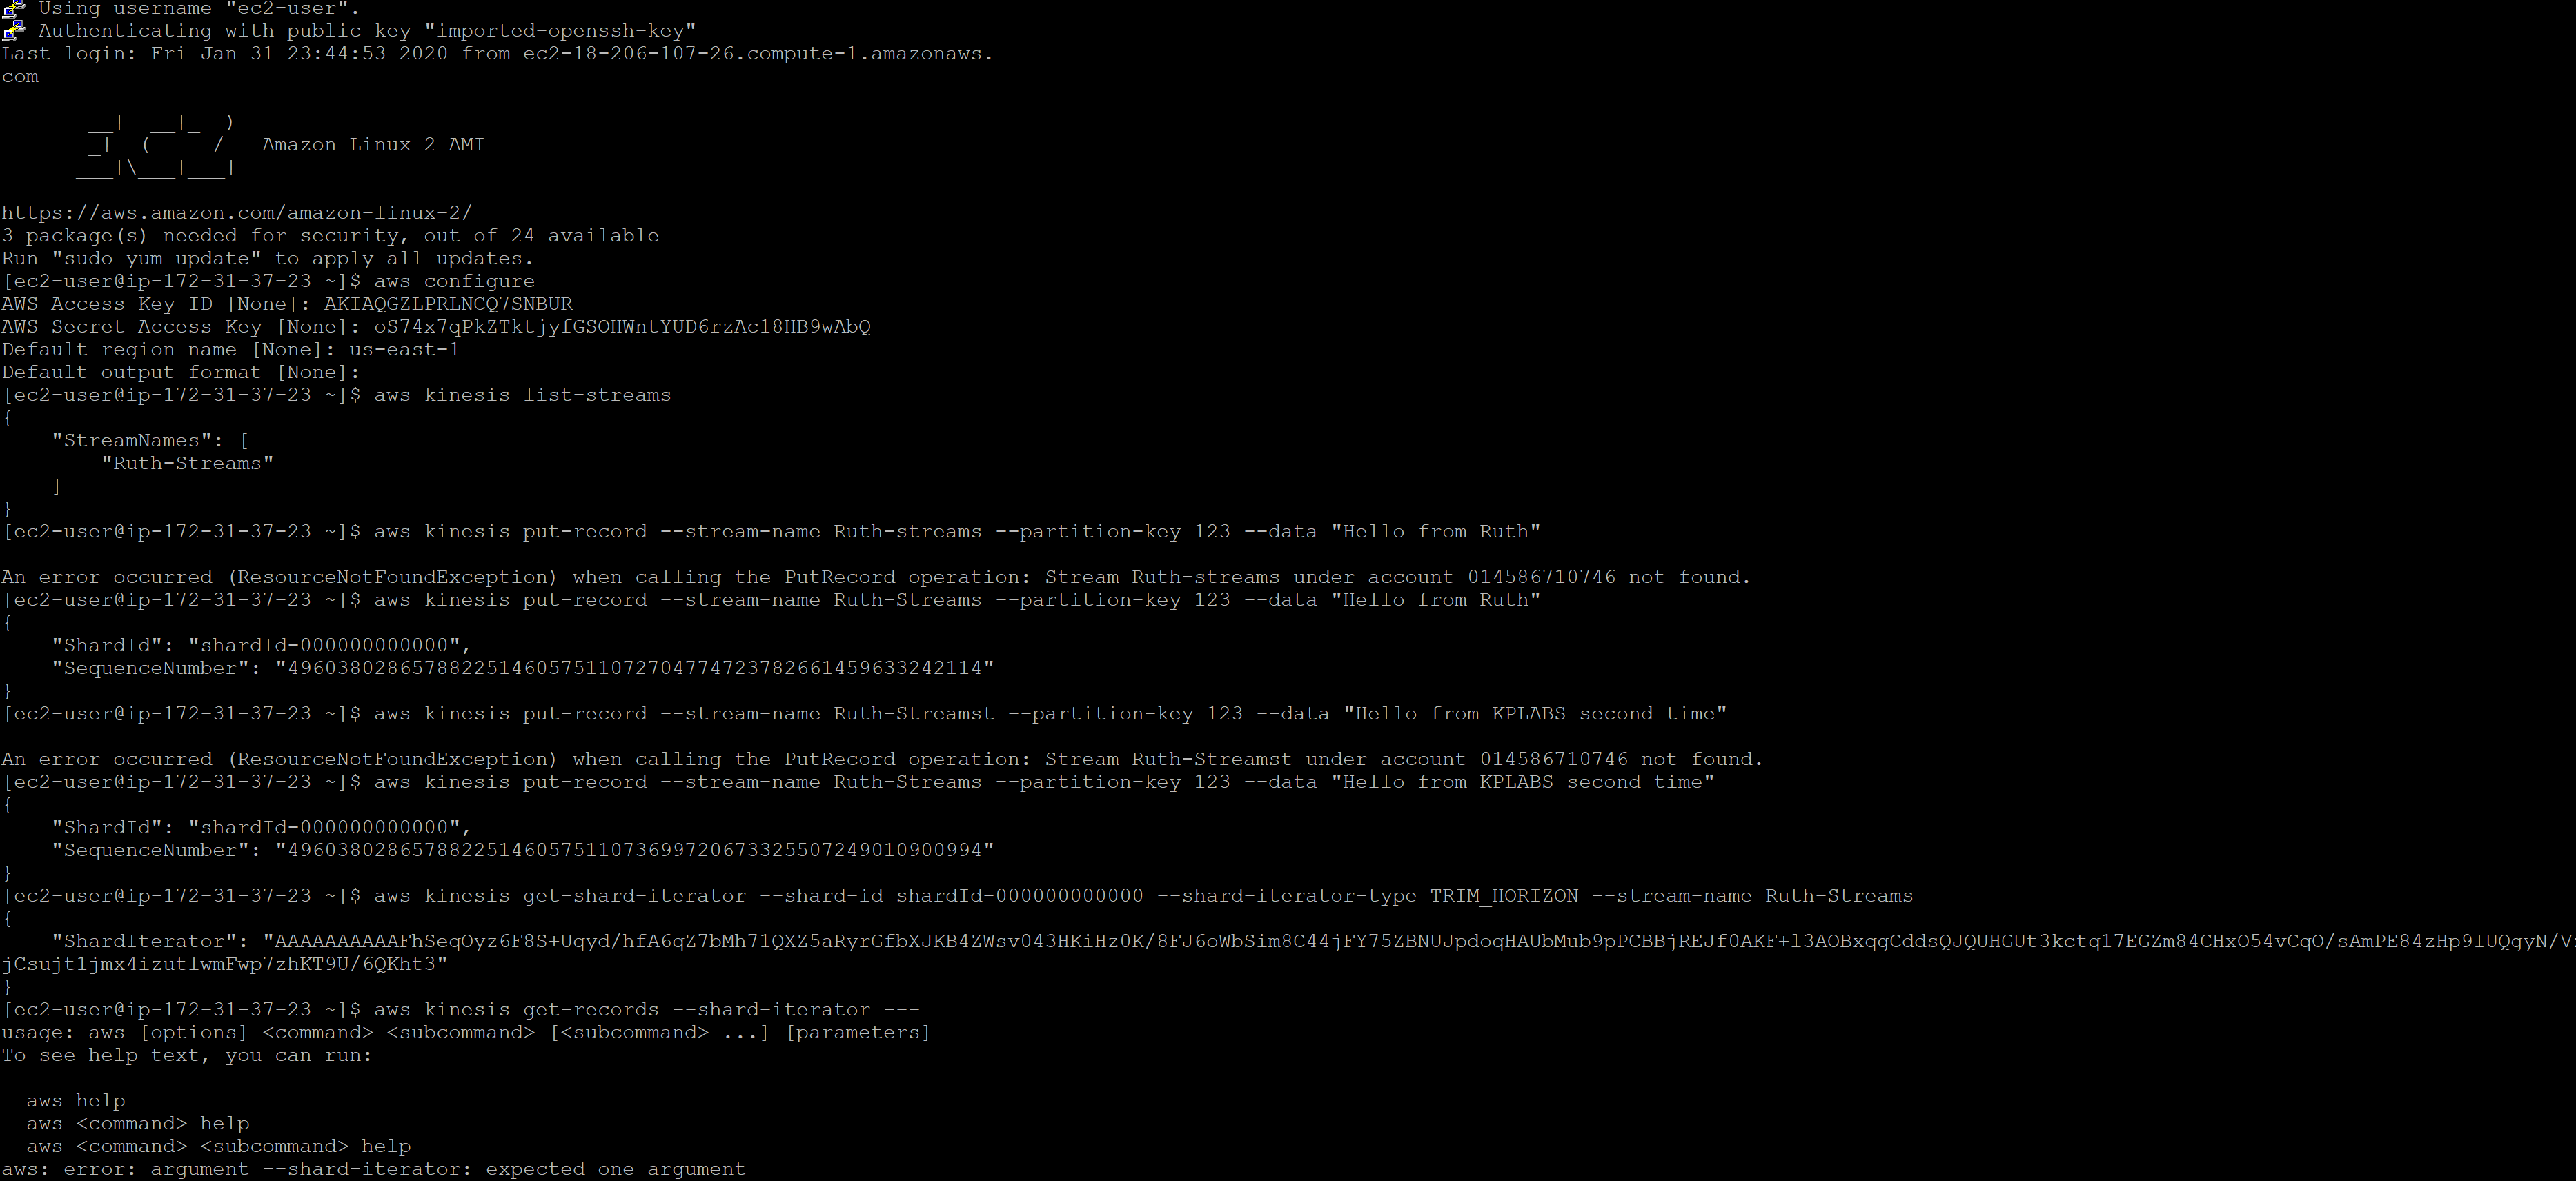 Using username "ec2-user".
Authenticating with public key "imported-openssh-key"
Last login: Fri Jan 31 23:44:53 2020 from ec2-18-206-107-26.compute-1.amazonaws.
com

       __|  __|_  )
       _|  (     /   Amazon Linux 2 AMI
      ___|\___|___|

https://aws.amazon.com/amazon-linux-2/
3 package(s) needed for security, out of 24 available
Run "sudo yum update" to apply all updates.
[ec2-user@ip-172-31-37-23 ~]$ aws configure
AWS Access Key ID [None]: AKIAQGZLPRLNCQ7SNBUR
AWS Secret Access Key [None]: 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
Default region name [None]: us-east-1
Default output format [None]:
[ec2-user@ip-172-31-37-23 ~]$ aws kinesis list-streams
{
    "StreamNames": [
        "Ruth-Streams"
    ]
}
[ec2-user@ip-172-31-37-23 ~]$ aws kinesis put-record --stream-name Ruth-streams --partition-key 123 --data "Hello from Ruth"

An error occurred (ResourceNotFoundException) when calling the PutRecord operation: Stream Ruth-streams under account 014586710746 not found.
[ec2-user@ip-172-31-37-23 ~]$ aws kinesis put-record --stream-name Ruth-Streams --partition-key 123 --data "Hello from Ruth"
{
    "ShardId": "shardId-000000000000",
    "SequenceNumber": "49603802865788225146057511072704774723782661459633242114"
}
[ec2-user@ip-172-31-37-23 ~]$ aws kinesis put-record --stream-name Ruth-Streamst --partition-key 123 --data "Hello from KPLABS second time"

An error occurred (ResourceNotFoundException) when calling the PutRecord operation: Stream Ruth-Streamst under account 014586710746 not found.
[ec2-user@ip-172-31-37-23 ~]$ aws kinesis put-record --stream-name Ruth-Streams --partition-key 123 --data "Hello from KPLABS second time"
{
    "ShardId": "shardId-000000000000",
    "SequenceNumber": "49603802865788225146057511073699720673325507249010900994"
}
[ec2-user@ip-172-31-37-23 ~]$ aws kinesis get-shard-iterator --shard-id shardId-000000000000 --shard-iterator-type TRIM_HORIZON --stream-name Ruth-Streams
{
    "ShardIterator": "AAAAAAAAAAFhSeqOyz6F8S+Uqyd/hfA6qZ7bMh71QXZ5aRyrGfbXJKB4ZWsv043HKiHz0K/8FJ6oWbSim8C44jFY75ZBNUJpdoqHAUbMub9pPCBBjREJf0AKF+l3AOBxqgCddsQJQUHGUt3kctq17EGZm84CHxO54vCqO/sAmPE84zHp9IUQgyN/V
jCsujt1jmx4izutlwmFwp7zhKT9U/6QKht3"
}
[ec2-user@ip-172-31-37-23 ~]$ aws kinesis get-records --shard-iterator ---
usage: aws [options] <command> <subcommand> [<subcommand> ...] [parameters]
To see help text, you can run:

  aws help
  aws <command> help
  aws <command> <subcommand> help
aws: error: argument --shard-iterator: expected one argument